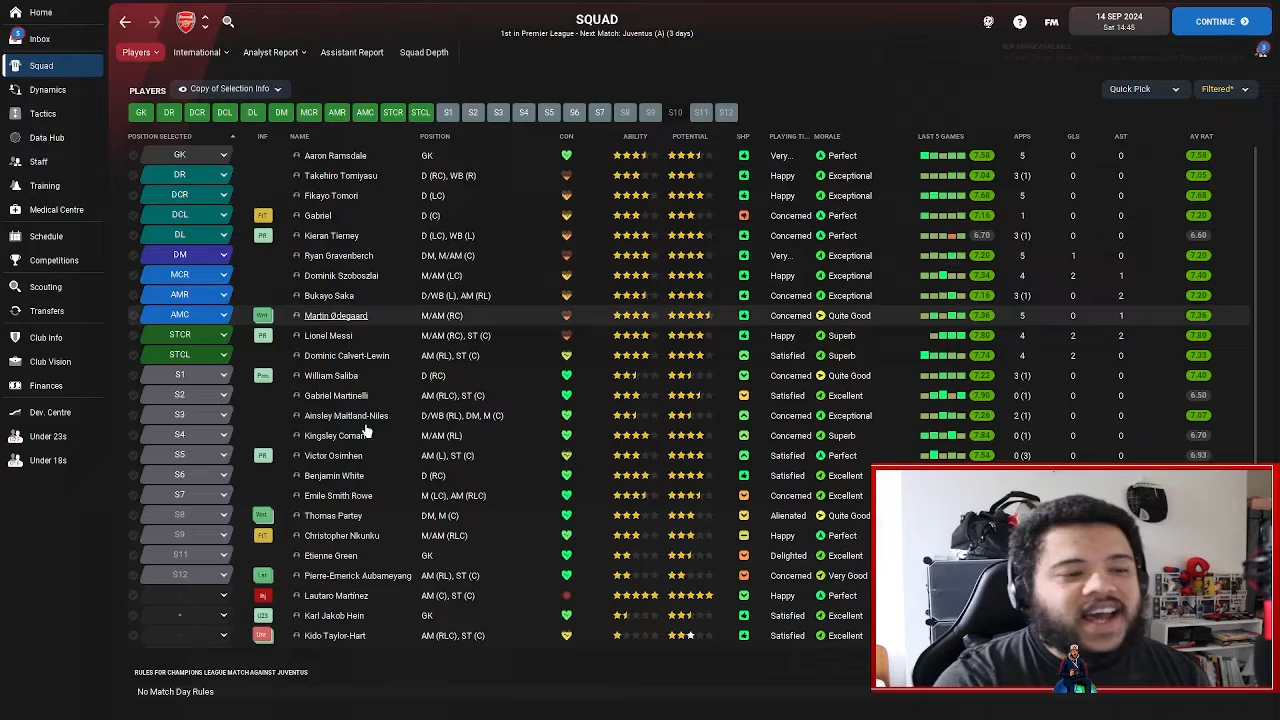 Home
SQUAD
1st in Premier League - Next Match: Juventus (A) (3 days)
FM
14 SEP 2024
Sat 14:45
CONTINUE
5
Inbox
Squad
Dynamics
Tactics
Data Hub
Staff
Training
Medical Centre
Schedule
Competitions
Scouting
Transfers
Club Info
Club Vision
Finances
Dev. Centre
Under 23s
Under 18s
Players International Analyst Report Assistant Report Squad Depth
3
PLAYERS Copy of Selection Info Quick Pick Filtered*
GK DR DCR DCL DL DM MCR AMR AMC STCR STCL S1 S2 S3 S4 S5 S6 S7 S8 S9 S10 S11 S12
POSITION SELECTED INF NAME POSITION CON ABILITY POTENTIAL SHP PLAYING TI... MORALE LAST 5 GAMES APPS GLS AST AV RAT
GK Aaron Ramsdale GK Very... Perfect 7.58 5 0 0 7.58
DR Takehiro Tomiyasu D (RC), WB (R) Happy Exceptional 7.04 3 (1) 0 0 7.05
DCR Fikayo Tomori D (LC) Happy Exceptional 7.68 5 0 0 7.68
DCL FIT Gabriel D (C) Concerned Perfect 7.16 1 0 0 7.20
DL PR Kieran Tierney D (LC), WB (L) Concerned Perfect 6.70 3 (1) 0 0 6.60
DM Ryan Gravenberch DM, M/AM (C) Very... Exceptional 7.20 5 1 0 7.20
MCR Dominik Szoboszlai M/AM (LC) Happy Exceptional 7.34 4 2 1 7.40
AMR Bukayo Saka D/WB (L), AM (RL) Concerned Exceptional 7.16 3 (1) 0 2 7.20
AMC Wnt Martin Ødegaard M/AM (RC) Concerned Quite Good 7.36 5 0 1 7.36
STCR PR Lionel Messi M/AM (RC), ST (C) Happy Superb 7.80 4 2 2 7.80
STCL Dominic Calvert-Lewin AM (RL), ST (C) Satisfied Superb 7.74 4 2 0 7.33
S1 Prm William Saliba D (RC) Concerned Quite Good 7.22 3 (1) 0 0 7.40
S2 Gabriel Martinelli AM (RLC), ST (C) Satisfied Excellent 7.90 2 0 0 6.50
S3 Ainsley Maitland-Niles D/WB (RL), DM, M (C) Concerned Exceptional 7.26 2 (1) 0 0 7.07
S4 Kingsley Coman M/AM (RL) Concerned Superb 7.84 0 (1) 0 0 6.70
S5 PR Victor Osimhen AM (L), ST (C) Satisfied Perfect 7.54 0 (3) 0 0 6.93
S6 Benjamin White D (RC) Satisfied Excellent
S7 Emile Smith Rowe M (LC), AM (RLC) Concerned Excellent
S8 Wnt Thomas Partey DM, M (C) Alienated Quite Good
S9 FIT Christopher Nkunku M/AM (RLC) Happy Perfect
S11 Etienne Green GK Delighted Excellent
S12 Lst Pierre-Emerick Aubameyang AM (RL), ST (C) Concerned Very Good
Inj Lautaro Martínez AM (C), ST (C) Happy Perfect
U23 Karl Jakob Hein GK Satisfied Excellent
Unr Kido Taylor-Hart AM (RLC), ST (C) Satisfied Excellent
RULES FOR CHAMPIONS LEAGUE MATCH AGAINST JUVENTUS
No Match Day Rules